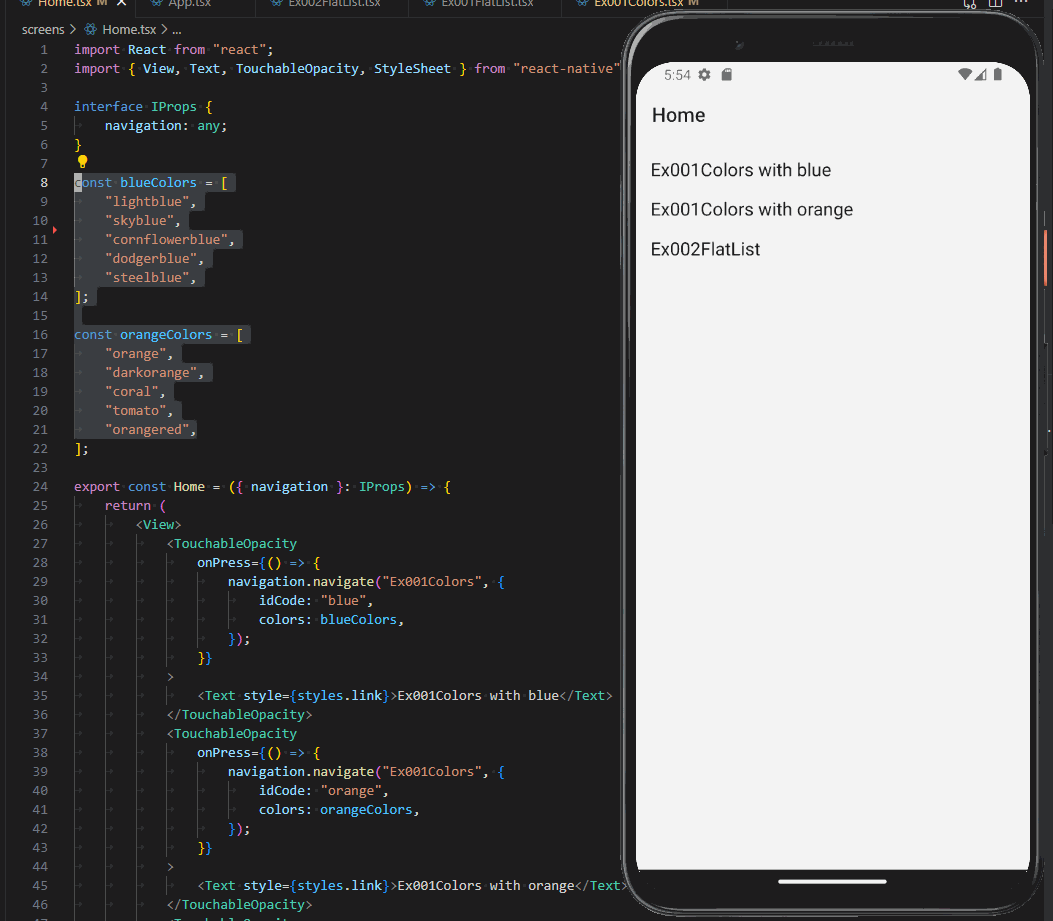 Home.tsx M
App.tsx
Ex002FlatList.tsx
Ex001FlatList.tsx
Ex001Colors.tsx M
screens > Home.tsx > ...
1 import React from "react";
2 import { View, Text, TouchableOpacity, StyleSheet } from "react-native"
3
4 interface IProps {
5 navigation: any;
6 }
7
8 const blueColors = [
9 "lightblue",
10 "skyblue",
11 "cornflowerblue",
12 "dodgerblue",
13 "steelblue",
14 ];
15
16 const orangeColors = [
17 "orange",
18 "darkorange",
19 "coral",
20 "tomato",
21 "orangered",
22 ];
23
24 export const Home = ({ navigation }: IProps) => {
25 return (
26 <View>
27 <TouchableOpacity
28 onPress={() => {
29 navigation.navigate("Ex001Colors", {
30 idCode: "blue",
31 colors: blueColors,
32 });
33 }}
34 >
35 <Text style={styles.link}>Ex001Colors with blue</Text>
36 </TouchableOpacity>
37 <TouchableOpacity
38 onPress={() => {
39 navigation.navigate("Ex001Colors", {
40 idCode: "orange",
41 colors: orangeColors,
42 });
43 }}
44 >
45 <Text style={styles.link}>Ex001Colors with orange</Text>
46 </TouchableOpacity>
5:54
Home
Ex001Colors with blue
Ex001Colors with orange
Ex002FlatList